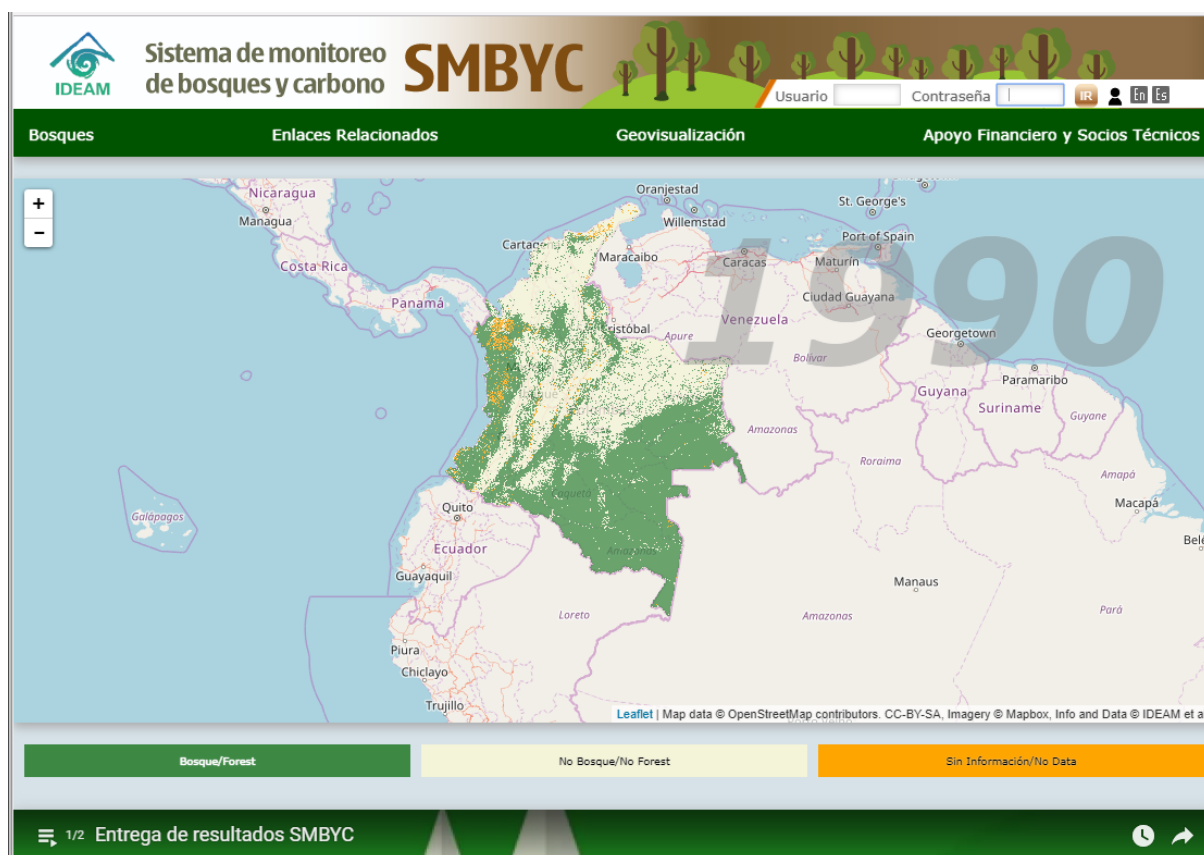 IDEAM
Sistema de monitoreo
de bosques y carbono
SMBYC
Usuario
Contraseña
IR
En Es
Bosques
Enlaces Relacionados
Geovisualización
Apoyo Financiero y Socios Técnicos
+
−
1990
Nicaragua
Managua
Costa Rica
Panamá
Oranjestad
Willemstad
St. George's
Port of Spain
Maracaibo
Caracas
Maturín
Ciudad Guayana
Venezuela
Apure
Bolívar
Georgetown
Paramaribo
Guyana
Suriname
Guyane
Amazonas
Roraima
Amapá
Macapá
Galápagos
Quito
Ecuador
Caquetá
Amazonas
Guayaquil
Manaus
Loreto
Amazonas
Pará
Piura
Chiclayo
Trujillo
Leaflet | Map data © OpenStreetMap contributors. CC-BY-SA, Imagery © Mapbox, Info and Data © IDEAM et a
Bosque/Forest
No Bosque/No Forest
Sin Información/No Data
1/2 Entrega de resultados SMBYC